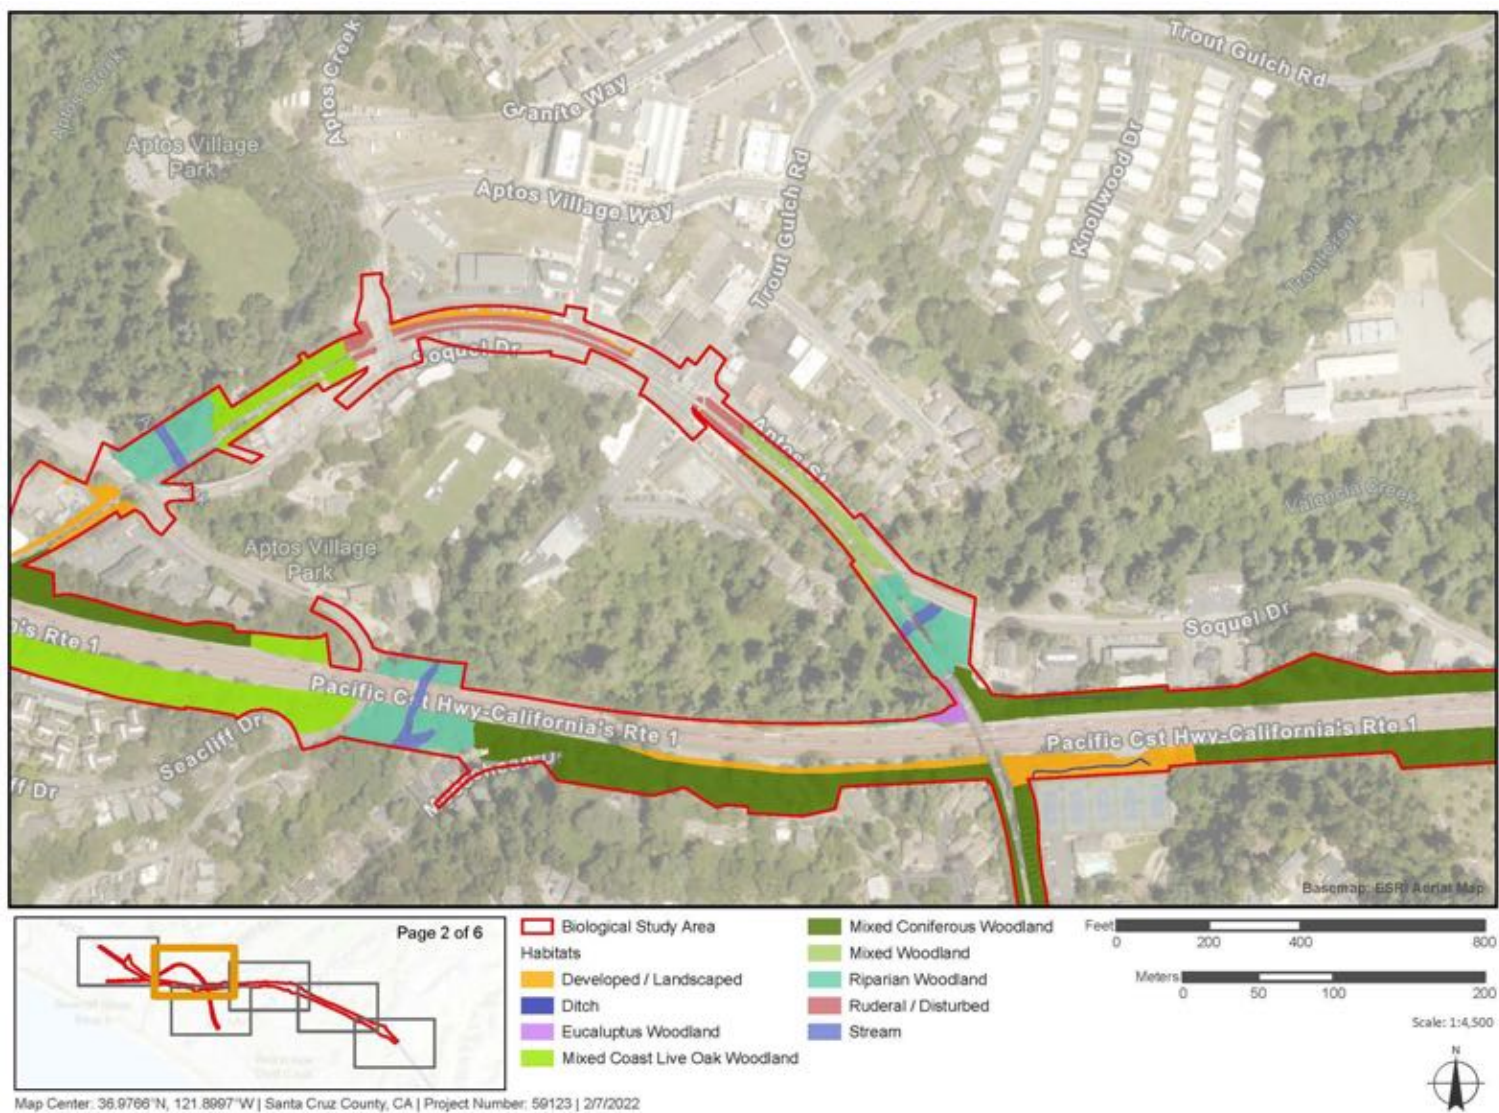 Aptos Creek
Aptos Creek
Granite Way
Trout Gulch Rd
Aptos Village
Park
Aptos Village Way
Trout Gulch Rd
Knollwood Dr
Soquel Dr
Aptos St
Valencia Creek
Aptos Village
Park
Soquel Dr
's Rte 1
Pacific Cst Hwy-California's Rte 1
Pacific Cst Hwy-California's Rte 1
Seacliff Dr
ff Dr
Basemap: ESRI Aerial Map
Page 2 of 6
Biological Study Area
Habitats
Developed / Landscaped
Ditch
Eucaluptus Woodland
Mixed Coast Live Oak Woodland
Mixed Coniferous Woodland
Mixed Woodland
Riparian Woodland
Ruderal / Disturbed
Stream
Feet
0 200 400 800
Meters
0 50 100 200
Scale: 1:4,500
N
Map Center: 36.9766°N, 121.8997°W | Santa Cruz County, CA | Project Number: 59123 | 2/7/2022